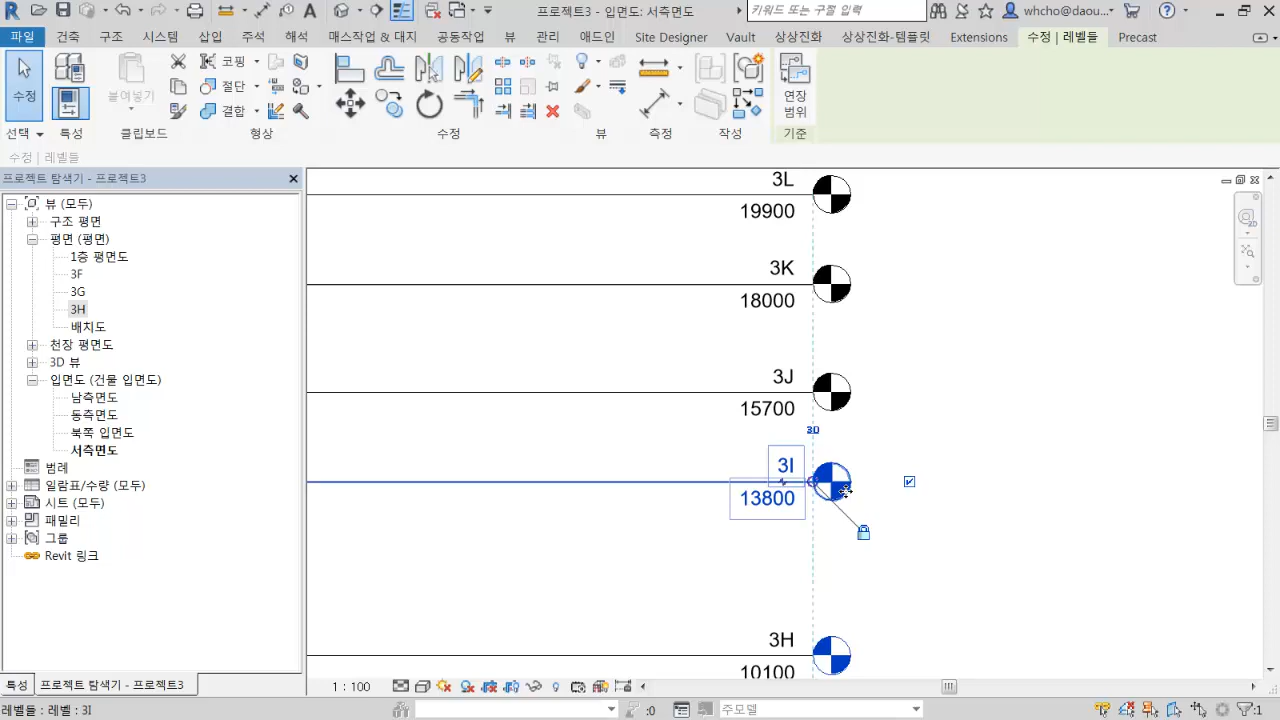 프로젝트3 - 입면도: 서측면도
키워드 또는 구절 입력
whcho@daou...
파일 건축 구조 시스템 삽입 주석 해석 매스작업 & 대지 공동작업 뷰 관리 애드인 Site Designer Vault 상상진화 상상진화-템플릿 Extensions 수정 | 레벨들 Precast
수정
붙여넣기
코핑
절단
결합
연장
범위
선택 특성 클립보드 형상 수정 뷰 측정 작성 기준
수정 | 레벨들
프로젝트 탐색기 - 프로젝트3
뷰 (모두)
구조 평면
평면 (평면)
1층 평면도
3F
3G
3H
배치도
천장 평면도
3D 뷰
입면도 (건물 입면도)
남측면도
동측면도
북쪽 입면도
서측면도
범례
일람표/수량 (모두)
시트 (모두)
패밀리
그룹
Revit 링크
특성 프로젝트 탐색기 - 프로젝트3
3L
19900
3K
18000
3J
15700
3D
3I
13800
3H
10100
1 : 100
레벨들 : 레벨 : 3I
:0
주모델
:1